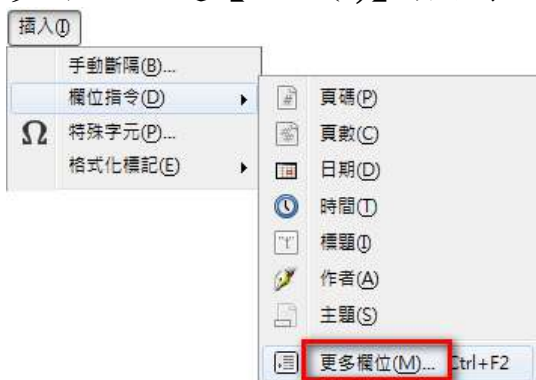 插入(I)
手動斷隔(B)...
欄位指令(D)
特殊字元(P)...
格式化標記(E)
頁碼(P)
頁數(C)
日期(D)
時間(T)
標題(I)
作者(A)
主題(S)
更多欄位(M)... Ctrl+F2